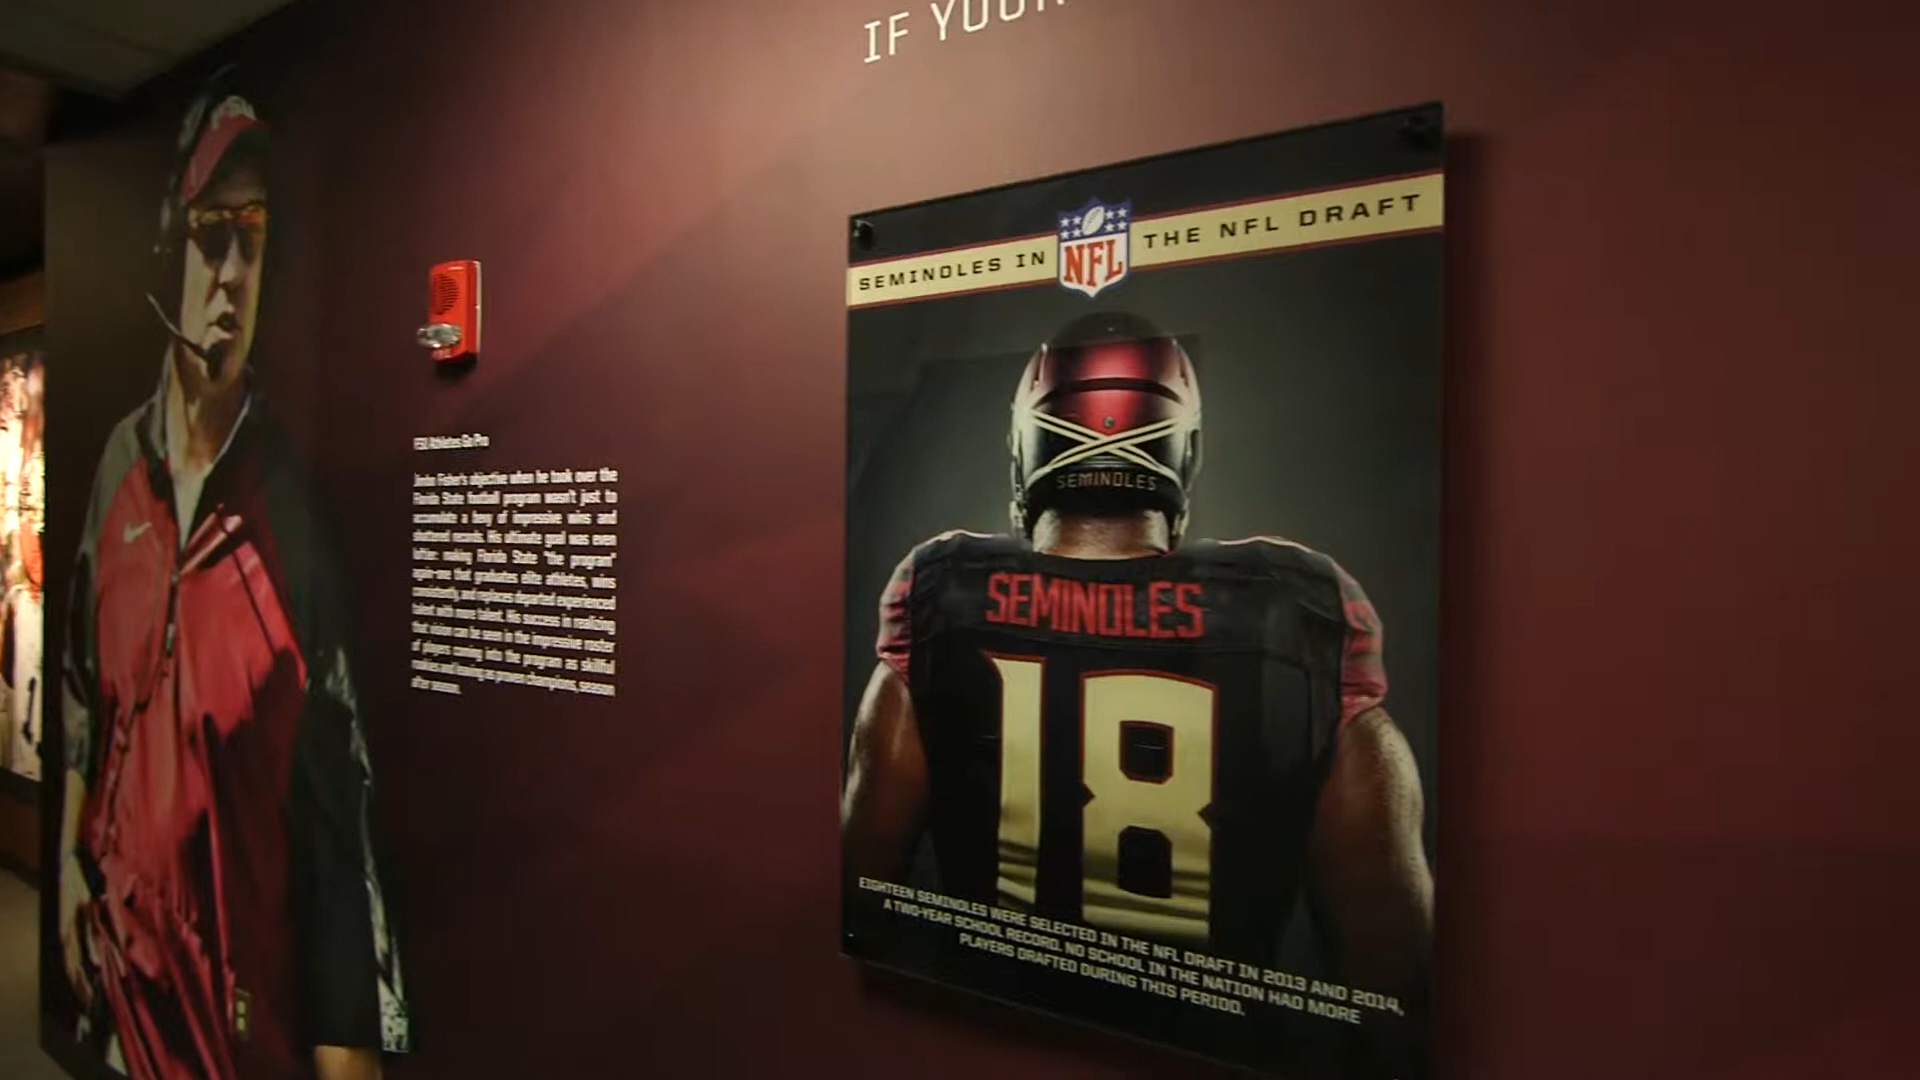 IF YOUR
SEMINOLES IN NFL THE NFL DRAFT
SEMINOLES
SEMINOLES
18
EIGHTEEN SEMINOLES WERE SELECTED IN THE NFL DRAFT IN 2013 AND 2014,
A TWO-YEAR SCHOOL RECORD. NO SCHOOL IN THE NATION HAD MORE
PLAYERS DRAFTED DURING THIS PERIOD.
FSU Athletes Go Pro
Jimbo Fisher's objective when he took over the
Florida State football program wasn't just to
accumulate a bevy of impressive wins and
shattered records. His ultimate goal was even
loftier: making Florida State "the program"
again-one that graduates elite athletes, wins
consistently, and replaces departed experienced
talent with more talent. His success in realizing
that vision can be seen in the impressive roster
of players coming into the program as skillful
rookies and leaving as proven champions, season
after season.